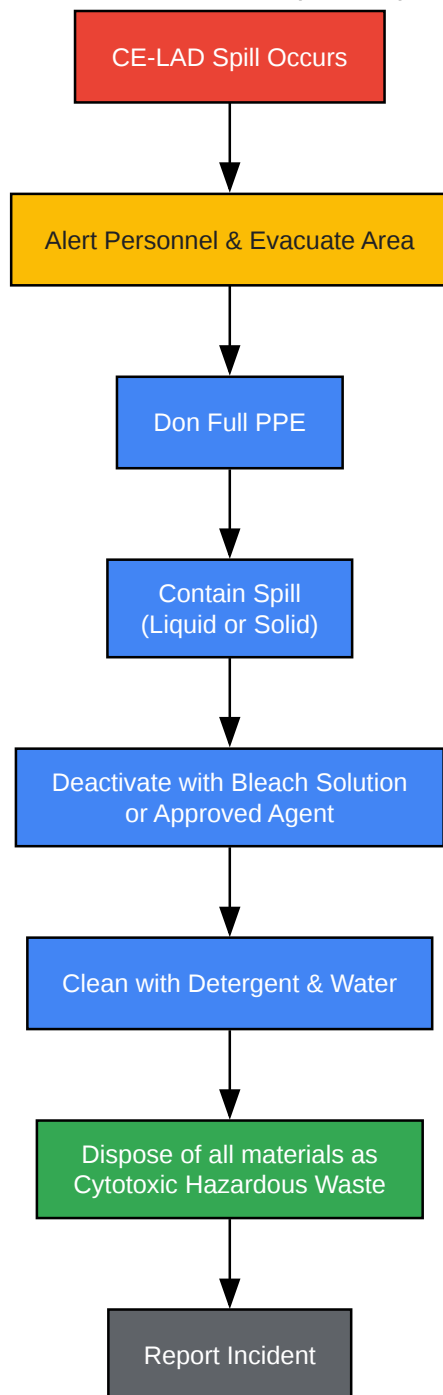 CE-LAD Spill Occurs
Alert Personnel & Evacuate Area
Don Full PPE
Contain Spill
(Liquid or Solid)
Deactivate with Bleach Solution
or Approved Agent
Clean with Detergent & Water
Dispose of all materials as
Cytotoxic Hazardous Waste
Report Incident